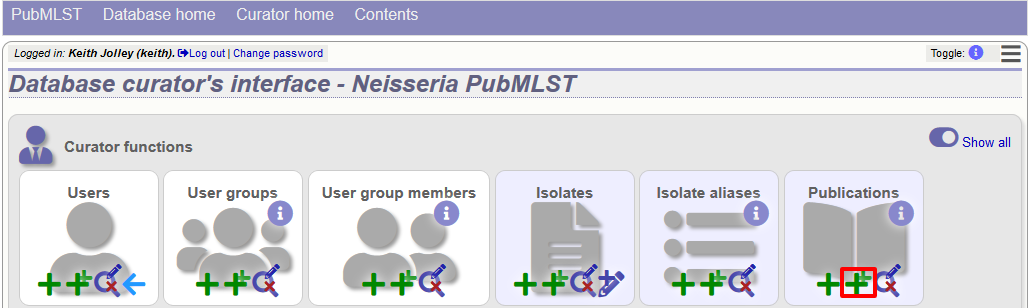 PubMLST Database home Curator home Contents
Logged in: Keith Jolley (keith). Log out | Change password Toggle:
Database curator's interface - Neisseria PubMLST
Curator functions Show all
Users User groups User group members Isolates Isolate aliases Publications